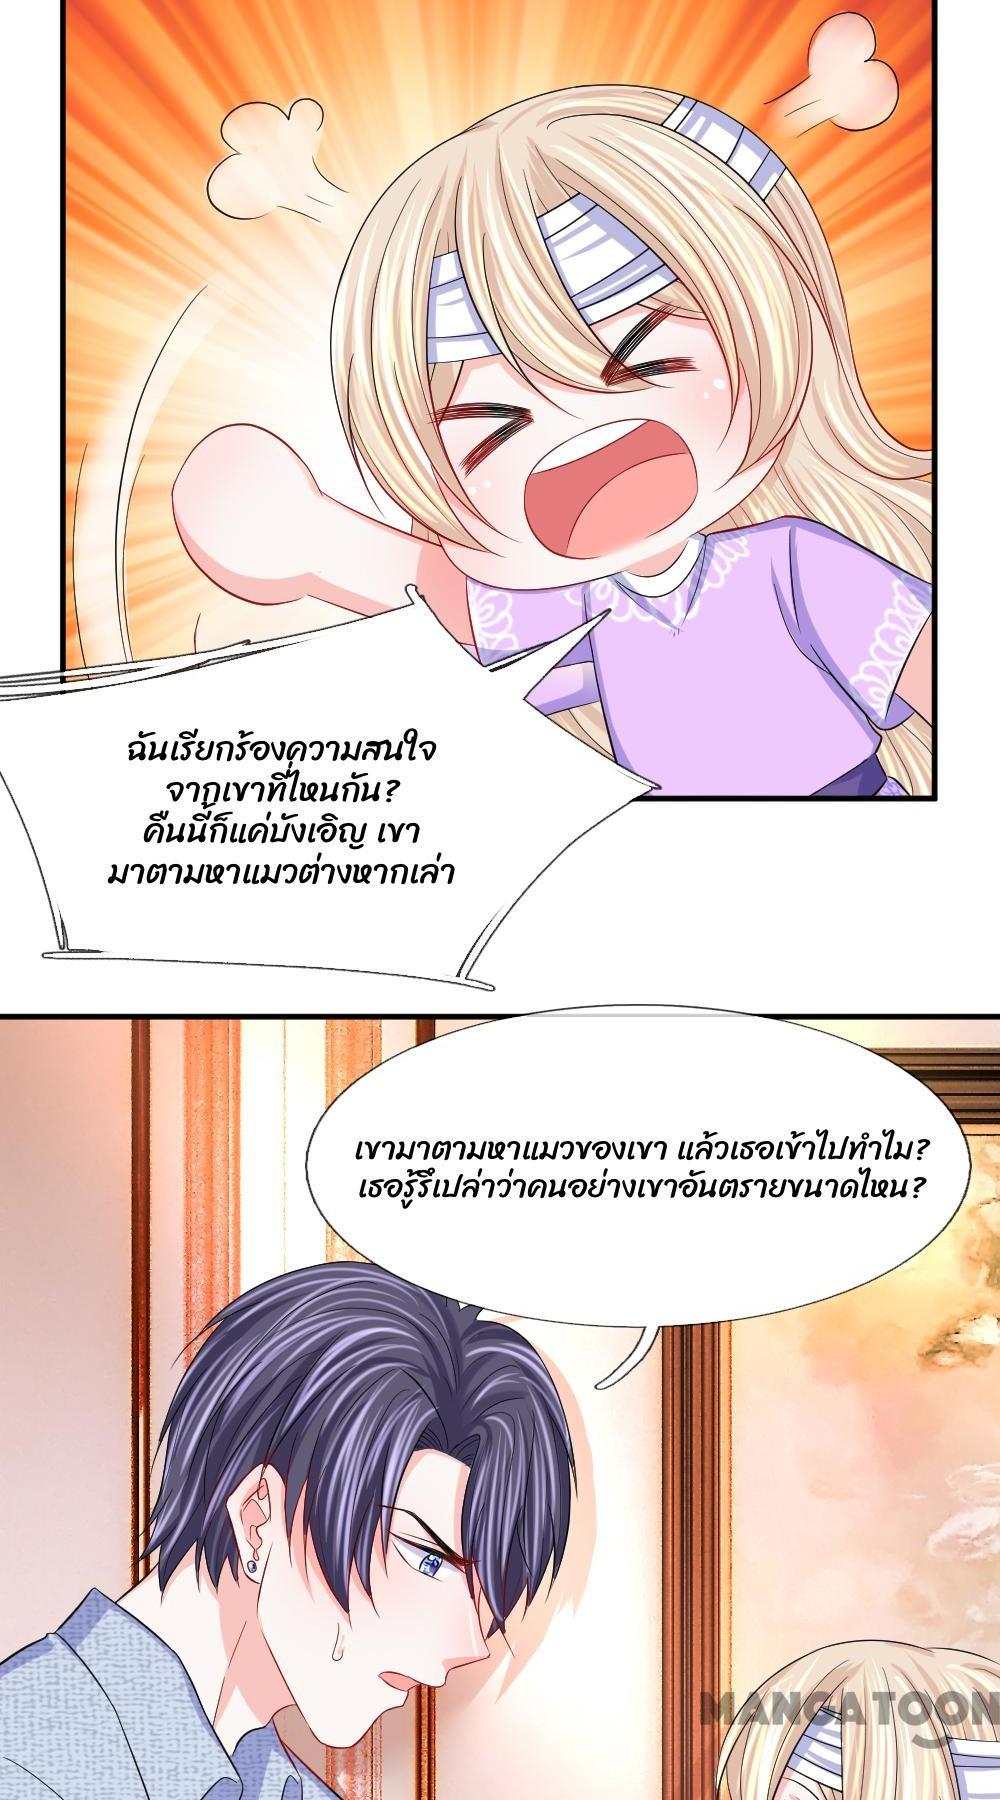 ฉันเรียกร้องความสนใจ
จากเขาที่ไหนกัน?
คืนนี้ก็แค่บังเอิญ เขา
มาตามหาแมวต่างหากเล่า
เขามาตามหาแมวของเขา แล้วเธอเข้าไปทำไม?
เธอรู้รึเปล่าว่าคนอย่างเขาอันตรายขนาดไหน?
MANGATOON